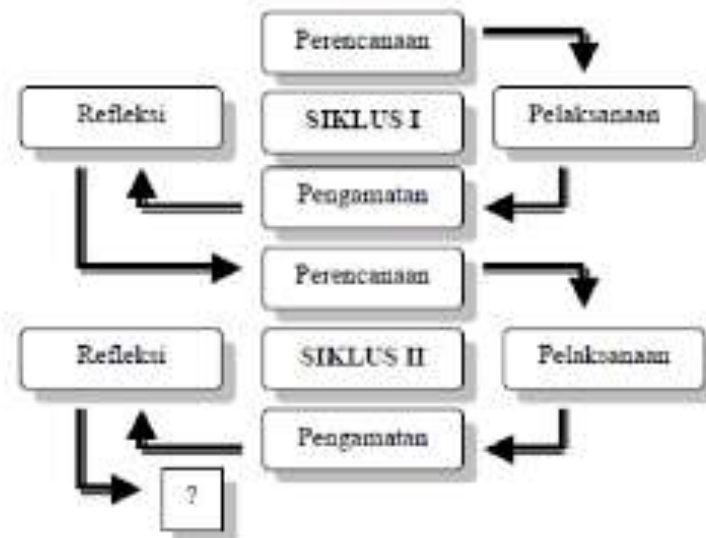 Perencanaan
Refleksi
SIKLUS I
Pelaksanaan
Pengamatan
Perencanaan
Refleksi
SIKLUS II
Pelaksanaan
Pengamatan
?